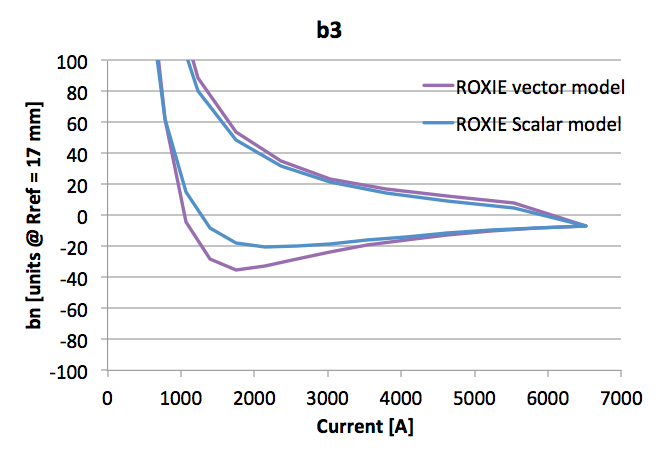 b3
bn [units @ Rref = 17 mm]
100
80
60
40
20
0
-20
-40
-60
-80
-100
ROXIE vector model
ROXIE Scalar model
0 1000 2000 3000 4000 5000 6000 7000
Current [A]